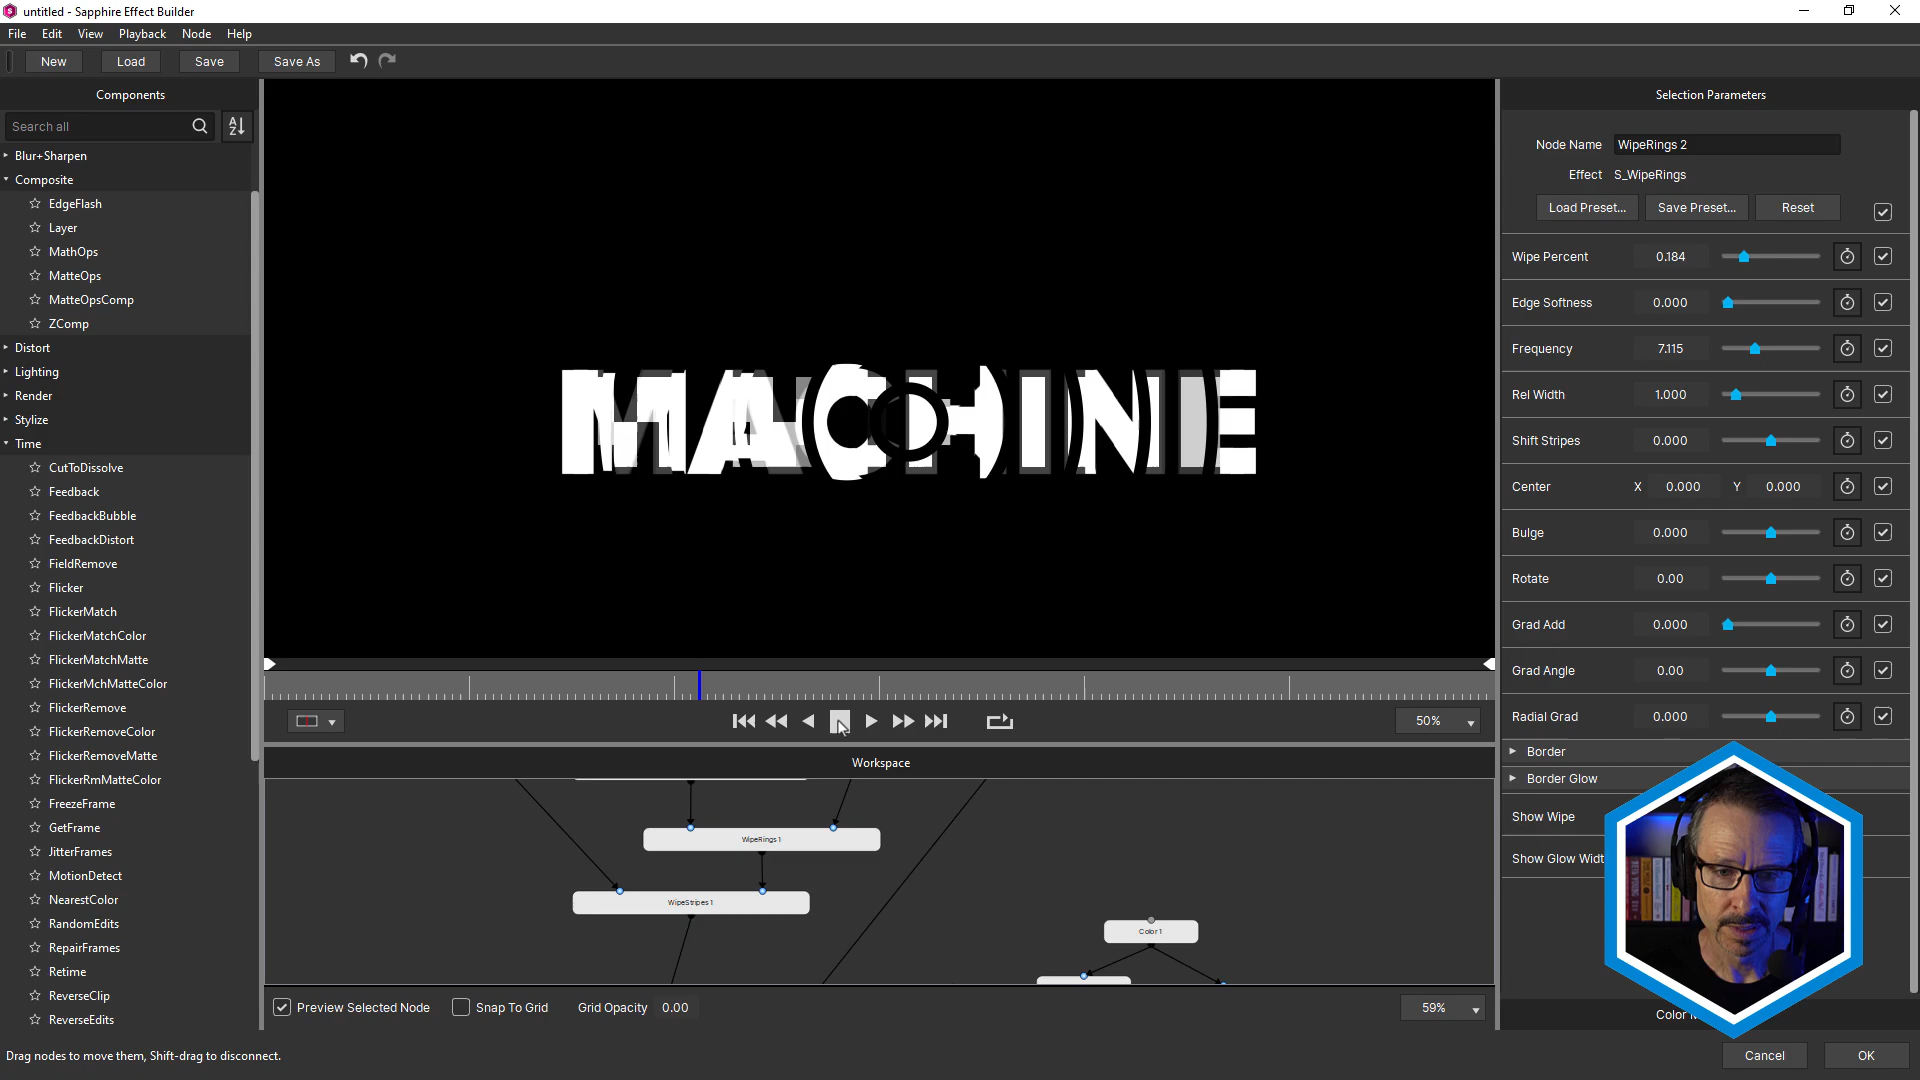 untitled - Sapphire Effect Builder
File Edit View Playback Node Help
New Load Save Save As
Components
Search all
Blur+Sharpen
Composite
EdgeFlash
Layer
MathOps
MatteOps
MatteOpsComp
ZComp
Distort
Lighting
Render
Stylize
Time
CutToDissolve
Feedback
FeedbackBubble
FeedbackDistort
FieldRemove
Flicker
FlickerMatch
FlickerMatchColor
FlickerMatchMatte
FlickerMchMatteColor
FlickerRemove
FlickerRemoveColor
FlickerRemoveMatte
FlickerRmMatteColor
FreezeFrame
GetFrame
JitterFrames
MotionDetect
NearestColor
RandomEdits
RepairFrames
Retime
ReverseClip
ReverseEdits
MACHINE
50%
Workspace
WipeRings 1
WipeStripes 1
Color 1
Preview Selected Node Snap To Grid Grid Opacity 0.00
59%
Selection Parameters
Node Name WipeRings 2
Effect S_WipeRings
Load Preset... Save Preset... Reset
Wipe Percent 0.184
Edge Softness 0.000
Frequency 7.115
Rel Width 1.000
Shift Stripes 0.000
Center X 0.000 Y 0.000
Bulge 0.000
Rotate 0.00
Grad Add 0.000
Grad Angle 0.00
Radial Grad 0.000
Border
Border Glow
Show Wipe
Show Glow Widt
Color
Drag nodes to move them, Shift-drag to disconnect.
Cancel OK